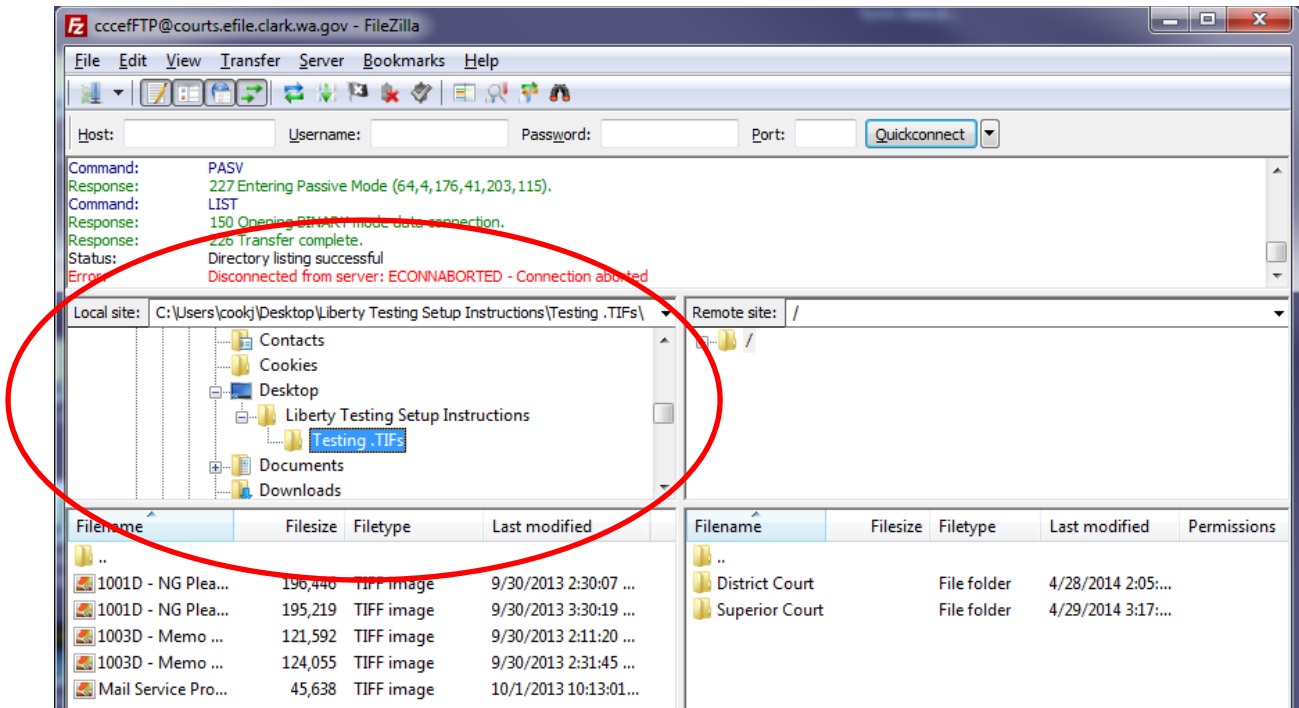 cccefFTP@courts.efile.clark.wa.gov - FileZilla
File Edit View Transfer Server Bookmarks Help
Host: Username: Password: Port: Quickconnect
Command: PASV
Response: 227 Entering Passive Mode (64,4,176,41,203,115).
Command: LIST
Response: 150 Opening BINARY mode data connection.
Response: 226 Transfer complete.
Status: Directory listing successful
Error: Disconnected from server: ECONNABORTED - Connection aborted
Local site: C:\Users\cookj\Desktop\Liberty Testing Setup Instructions\Testing .TIFs\ Remote site: /
Contacts /
Cookies
Desktop
Liberty Testing Setup Instructions
Testing .TIFs
Documents
Downloads
Filename Filesize Filetype Last modified Filename Filesize Filetype Last modified Permissions
.. ..
1001D - NG Plea... 196,446 TIFF image 9/30/2013 2:30:07 ... District Court File folder 4/28/2014 2:05:...
1001D - NG Plea... 195,219 TIFF image 9/30/2013 3:30:19 ... Superior Court File folder 4/29/2014 3:17:...
1003D - Memo ... 121,592 TIFF image 9/30/2013 2:11:20 ...
1003D - Memo ... 124,055 TIFF image 9/30/2013 2:31:45 ...
Mail Service Pro... 45,638 TIFF image 10/1/2013 10:13:01...